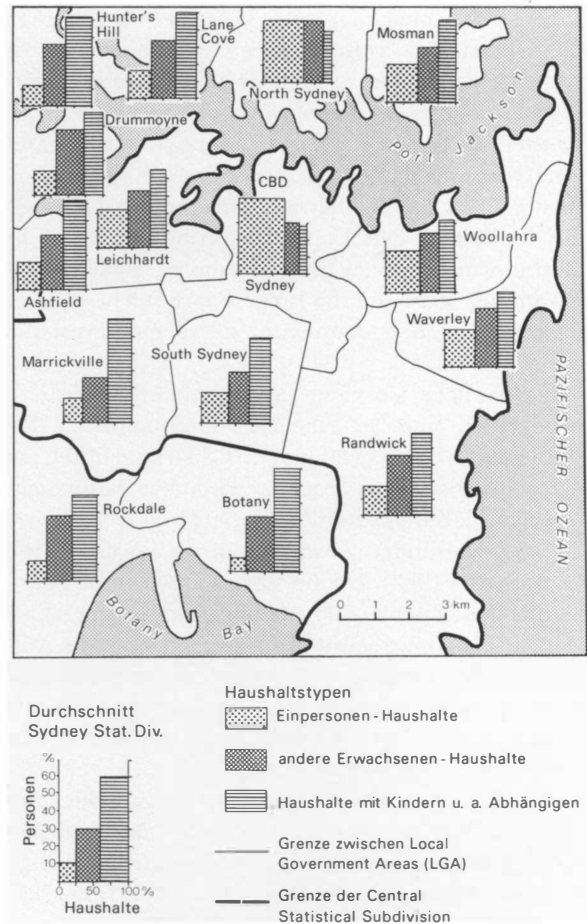 Hunter's
Hill
Lane
Cove
North Sydney
Mosman
Drummoyne
Port Jackson
CBD
Leichhardt
Sydney
Woollahra
Ashfield
Waverley
Marrickville
South Sydney
PAZIFISCHER OZEAN
Randwick
Rockdale
Botany
0 1 2 3 km
Botany Bay
Durchschnitt
Sydney Stat. Div.
%
60
50
40
30
20
10
Personen
0 50 100 %
Haushalte
Haushaltstypen
Einpersonen - Haushalte
andere Erwachsenen - Haushalte
Haushalte mit Kindern u. a. Abhängigen
Grenze zwischen Local
Government Areas (LGA)
Grenze der Central
Statistical Subdivision